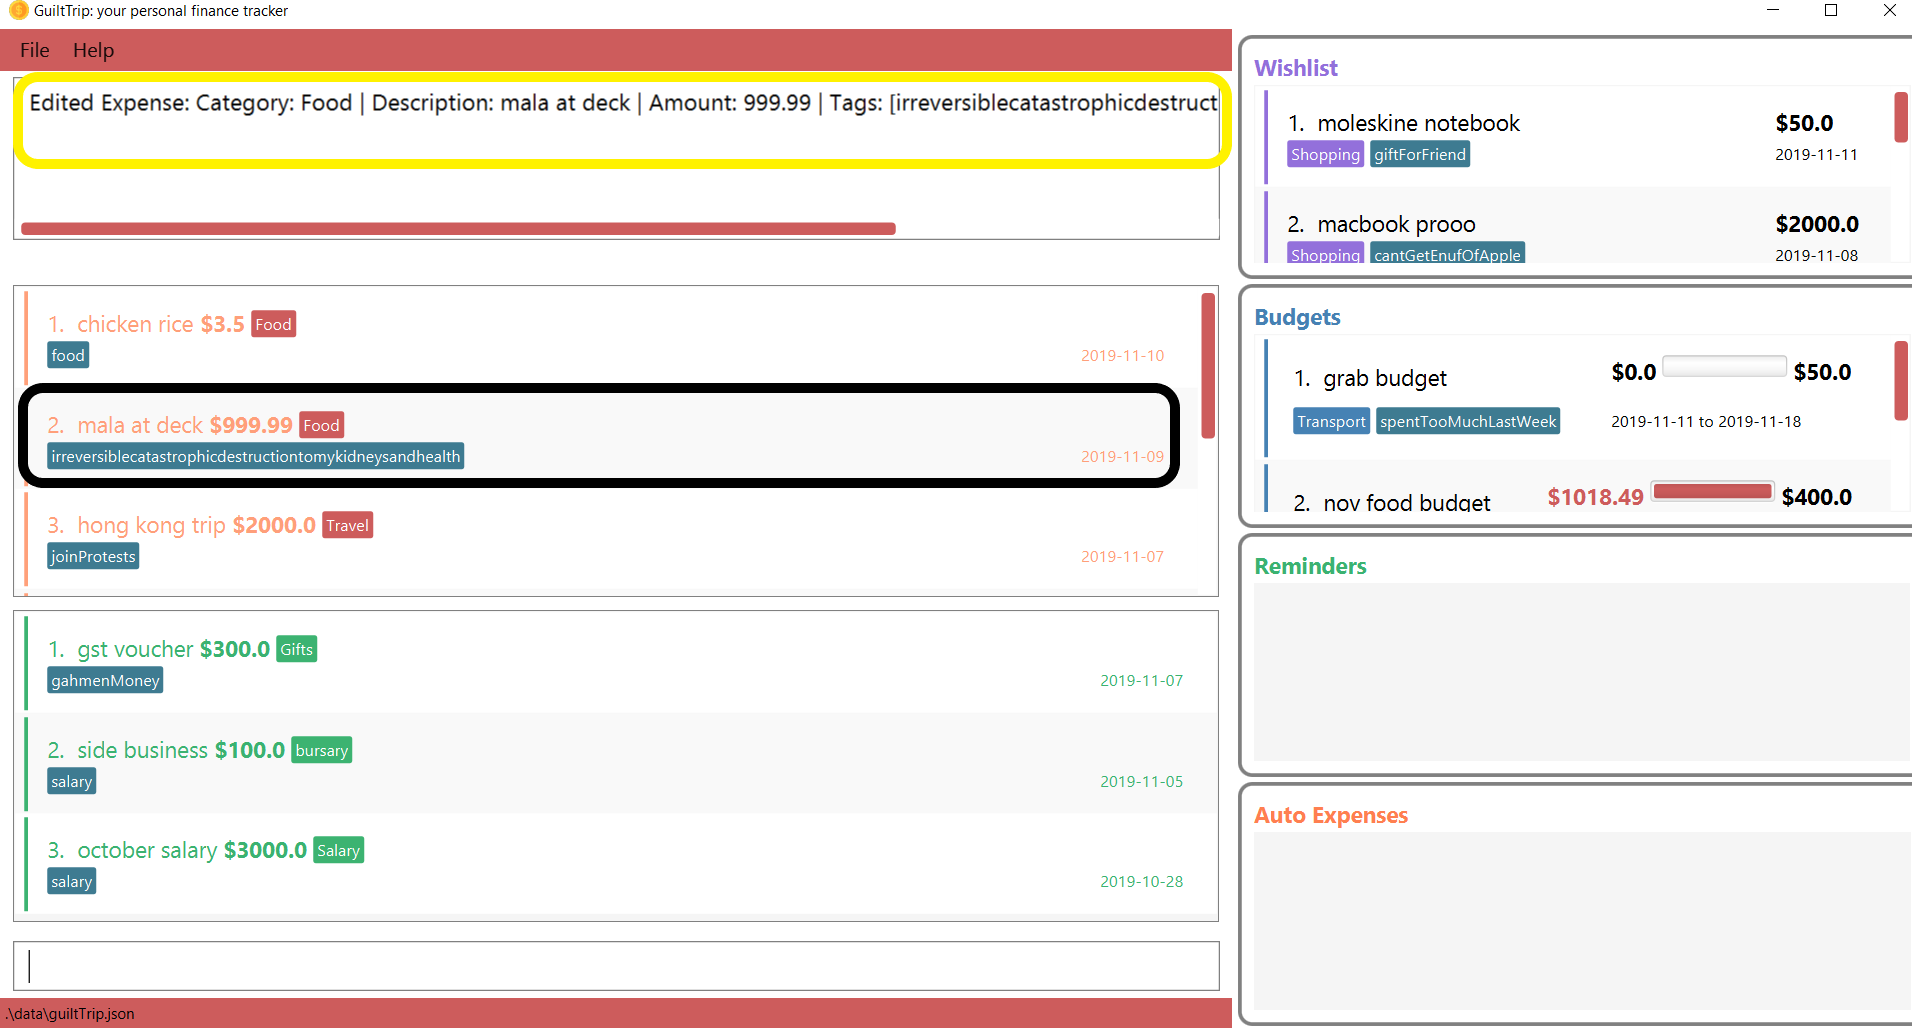 GuiltTrip: your personal finance tracker
File Help
Edited Expense: Category: Food | Description: mala at deck | Amount: 999.99 | Tags: [irreversiblecatastrophicdestruct
1. chicken rice $3.5 Food
food 2019-11-10
2. mala at deck $999.99 Food
irreversiblecatastrophicdestructiontomykidneysandhealth 2019-11-09
3. hong kong trip $2000.0 Travel
joinProtests 2019-11-07
1. gst voucher $300.0 Gifts
gahmenMoney 2019-11-07
2. side business $100.0 bursary
salary 2019-11-05
3. october salary $3000.0 Salary
salary 2019-10-28
.\data\guiltTrip.json
Wishlist
1. moleskine notebook $50.0
Shopping giftForFriend 2019-11-11
2. macbook prooo $2000.0
Shopping cantGetEnufOfApple 2019-11-08
Budgets
1. grab budget $0.0 $50.0
Transport spentTooMuchLastWeek 2019-11-11 to 2019-11-18
2. nov food budget $1018.49 $400.0
Reminders
Auto Expenses